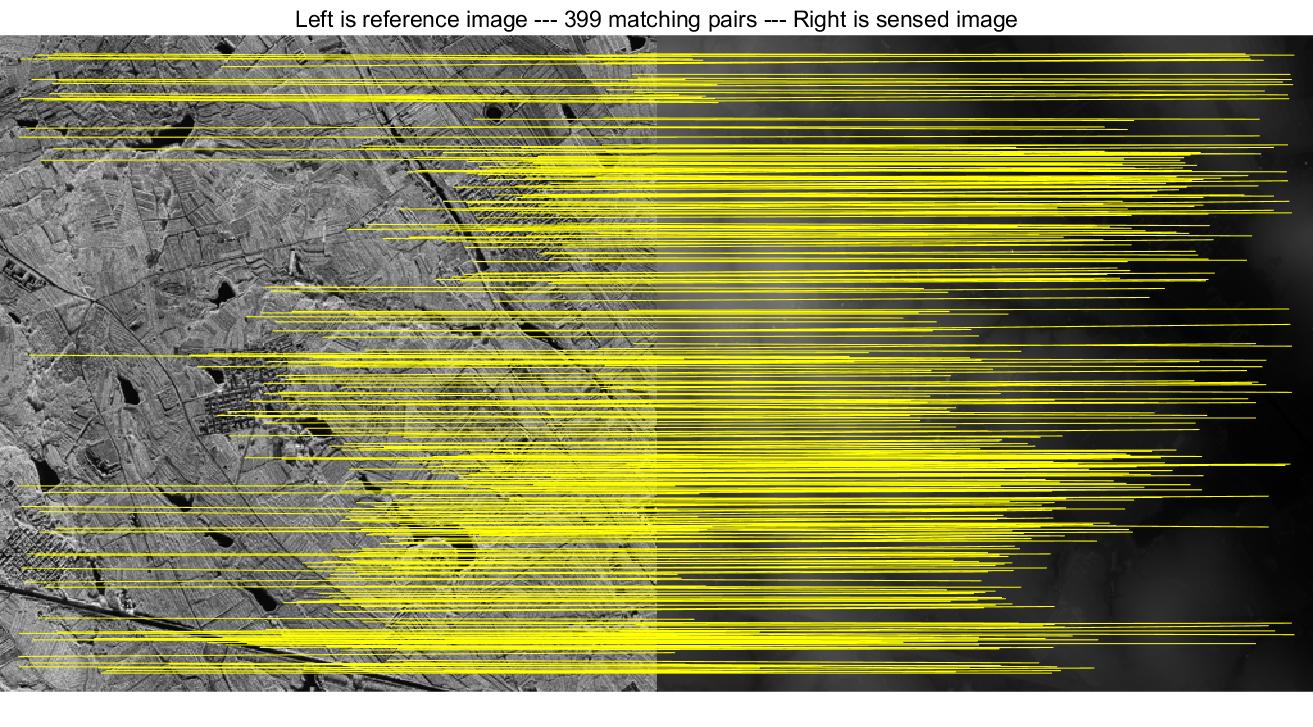 Left is reference image --- 399 matching pairs --- Right is sensed image